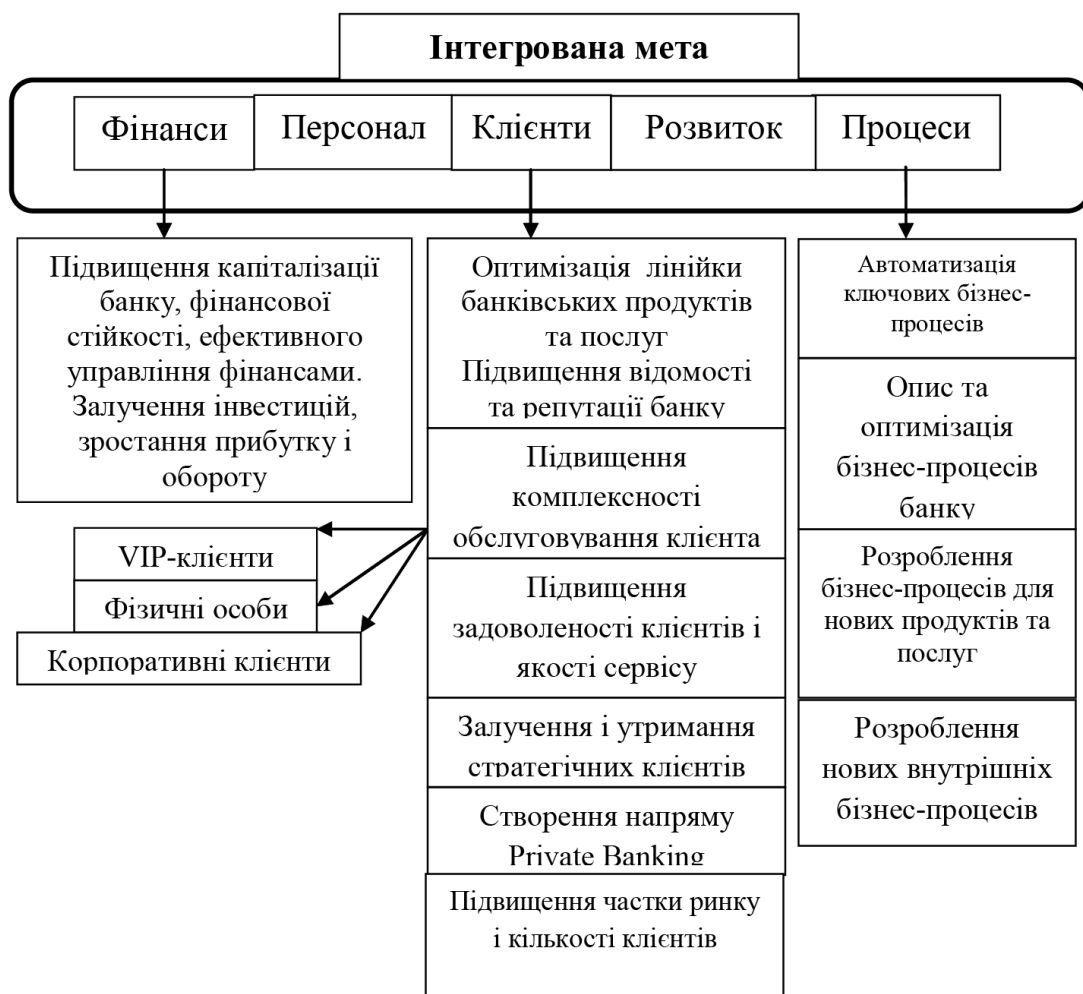 Інтегрована мета
Фінанси
Персонал
Клієнти
Розвиток
Процеси
Підвищення капіталізації
банку, фінансової
стійкості, ефективного
управління фінансами.
Залучення інвестицій,
зростання прибутку і
обороту
VIP-клієнти
Фізичні особи
Корпоративні клієнти
Оптимізація лінійки
банківських продуктів
та послуг
Підвищення відомості
та репутації банку
Підвищення
комплексності
обслуговування клієнта
Підвищення
задоволеності клієнтів і
якості сервісу
Залучення і утримання
стратегічних клієнтів
Створення напряму
Private Banking
Підвищення частки ринку
і кількості клієнтів
Автоматизація
ключових бізнес-
процесів
Опис та
оптимізація
бізнес-процесів
банку
Розроблення
бізнес-процесів для
нових продуктів та
послуг
Розроблення
нових внутрішніх
бізнес-процесів